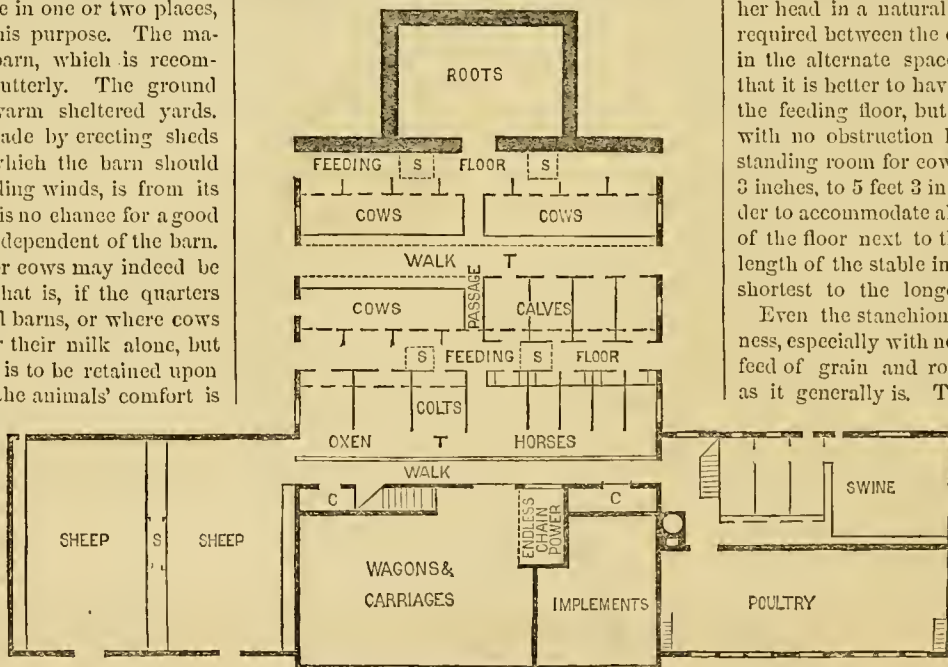 e in one or two places,
his purpose. The ma-
barn, which is recom-
utterly. The ground
arm sheltered yards.
ade by erecting sheds
hich the barn should
ling winds, is from its
is no chance for a good
dependent of the barn.
r cows may indeed be
hat is, if the quarters
l barns, or where cows
r their milk alone, but
is to be retained upon
he animals' comfort is
ROOTS
FEEDING S FLOOR S
COWS COWS
WALK T
COWS PASSAGE CALVES
S FEEDING S FLOOR
COLTS
OXEN T HORSES
WALK
C C
SHEEP S SHEEP
WAGONS&
CARRIAGES
ENDLESS
CHAIN
POWER
IMPLEMENTS
SWINE
POULTRY
her head in a natural
required between the
in the alternate spac
that it is better to hav
the feeding floor, but
with no obstruction
standing room for cow
3 inches, to 5 feet 3 in
der to accommodate al
of the floor next to th
length of the stable in
shortest to the longe
Even the stanchion
ness, especially with ne
feed of grain and ro
as it generally is. T